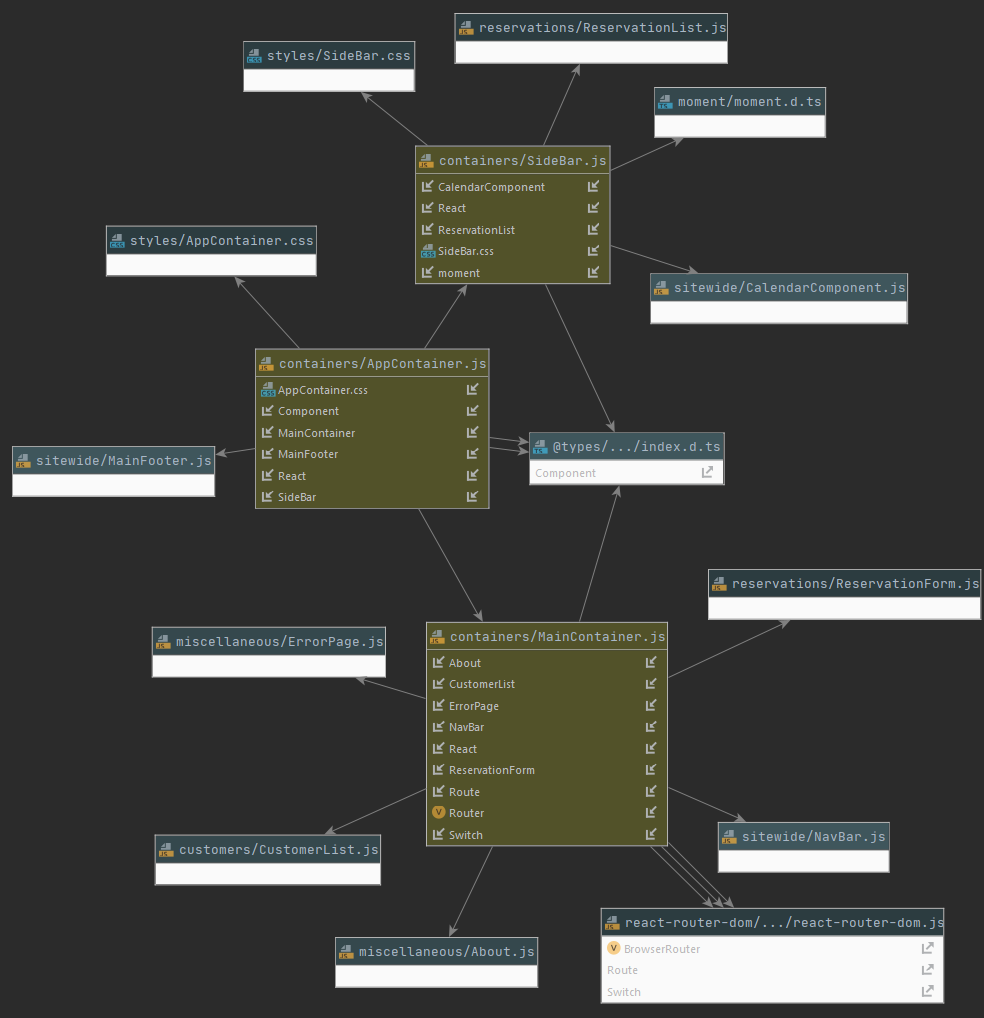 reservations/ReservationList.js
styles/SideBar.css
moment/moment.d.ts
containers/SideBar.js
CalendarComponent
React
ReservationList
SideBar.css
moment
styles/AppContainer.css
sitewide/CalendarComponent.js
containers/AppContainer.js
AppContainer.css
Component
MainContainer
MainFooter
React
SideBar
sitewide/MainFooter.js
@types/.../index.d.ts
Component
reservations/ReservationForm.js
miscellaneous/ErrorPage.js
containers/MainContainer.js
About
CustomerList
ErrorPage
NavBar
React
ReservationForm
Route
Router
Switch
sitewide/NavBar.js
customers/CustomerList.js
miscellaneous/About.js
react-router-dom/.../react-router-dom.js
BrowserRouter
Route
Switch